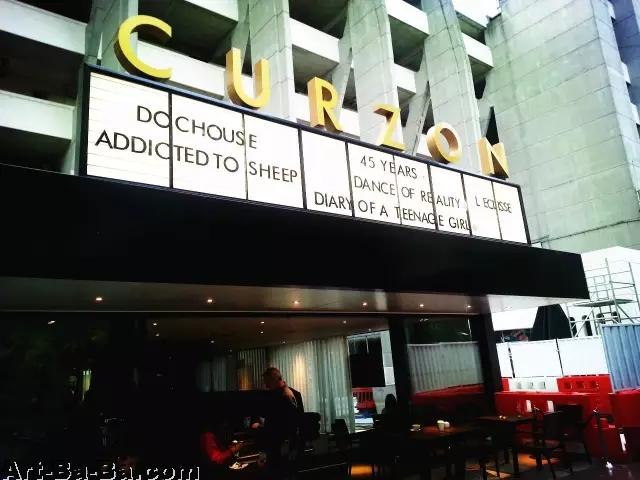 CURZON
DOCHOUSE
ADDICTED TO SHEEP
45 YEARS .
DANCE OF REALITY L ECLISSE
DIARY OF A TEENAGE GIRL
Art-Ba-Ba.com